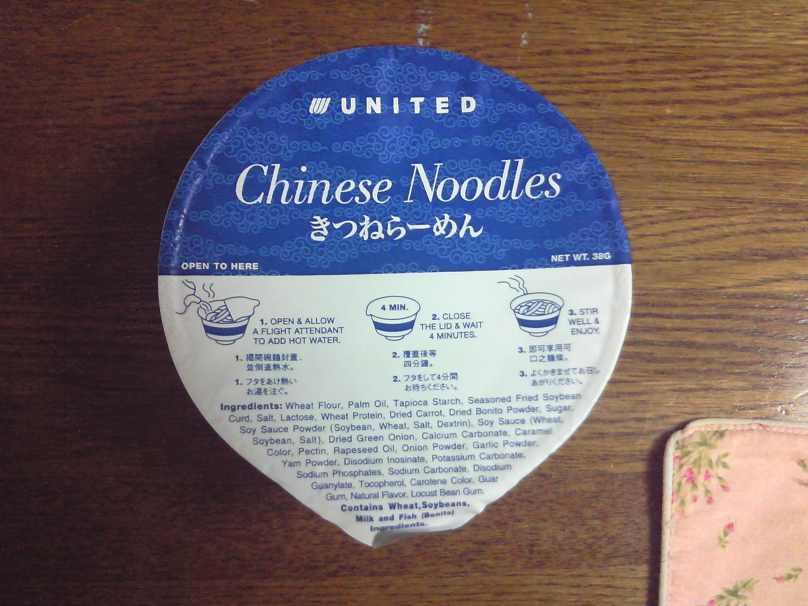 UNITED
Chinese Noodles
きつねらーめん
OPEN TO HERE
NET WT. 38G
1. OPEN & ALLOW
A FLIGHT ATTENDANT
TO ADD HOT WATER.
4 MIN.
2. CLOSE
THE LID & WAIT
4 MINUTES.
3. STIR
WELL &
ENJOY.
1. 揭開碗麵封蓋,
並倒進熱水。
2. 覆蓋後等
四分鐘。
3. 即可享用可
口之麵條。
1. フタをあけ熱い
お湯を注ぐ。
2. フタをして4分間
お待ちください。
3. よくかきまぜてお召し
あがりください。
Ingredients: Wheat Flour, Palm Oil, Tapioca Starch, Seasoned Fried Soybean
Curd, Salt, Lactose, Wheat Protein, Dried Carrot, Dried Bonito Powder, Sugar,
Soy Sauce Powder (Soybean, Wheat, Salt, Dextrin), Soy Sauce (Wheat,
Soybean, Salt), Dried Green Onion, Calcium Carbonate, Caramel
Color, Pectin, Rapeseed Oil, Onion Powder, Garlic Powder,
Yam Powder, Disodium Inosinate, Potassium Carbonate,
Sodium Phosphates, Sodium Carbonate, Disodium
Guanylate, Tocopherol, Carotene Color, Guar
Gum, Natural Flavor, Locust Bean Gum.
Contains Wheat,Soybeans,
Milk and Fish (Bonito)
Ingredients.